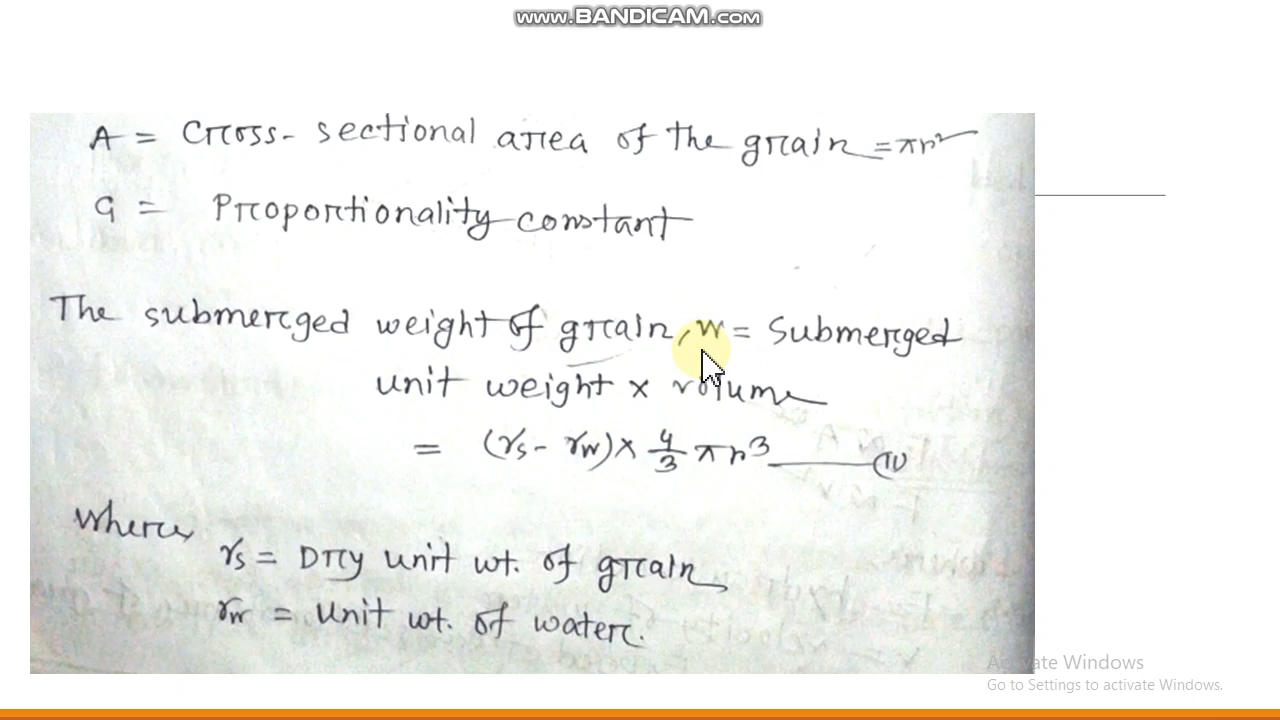 www.BANDICAM.com
A = Cross-sectional area of the grain = πr²
G = Proportionality constant
The submerged weight of grain, W = Submerged
unit weight × volume
= (γs - γw) × 4/3 πr³ —— (IV)
Where,
γs = Dry unit wt. of grain
γw = unit wt. of water.
Activate Windows
Go to Settings to activate Windows.